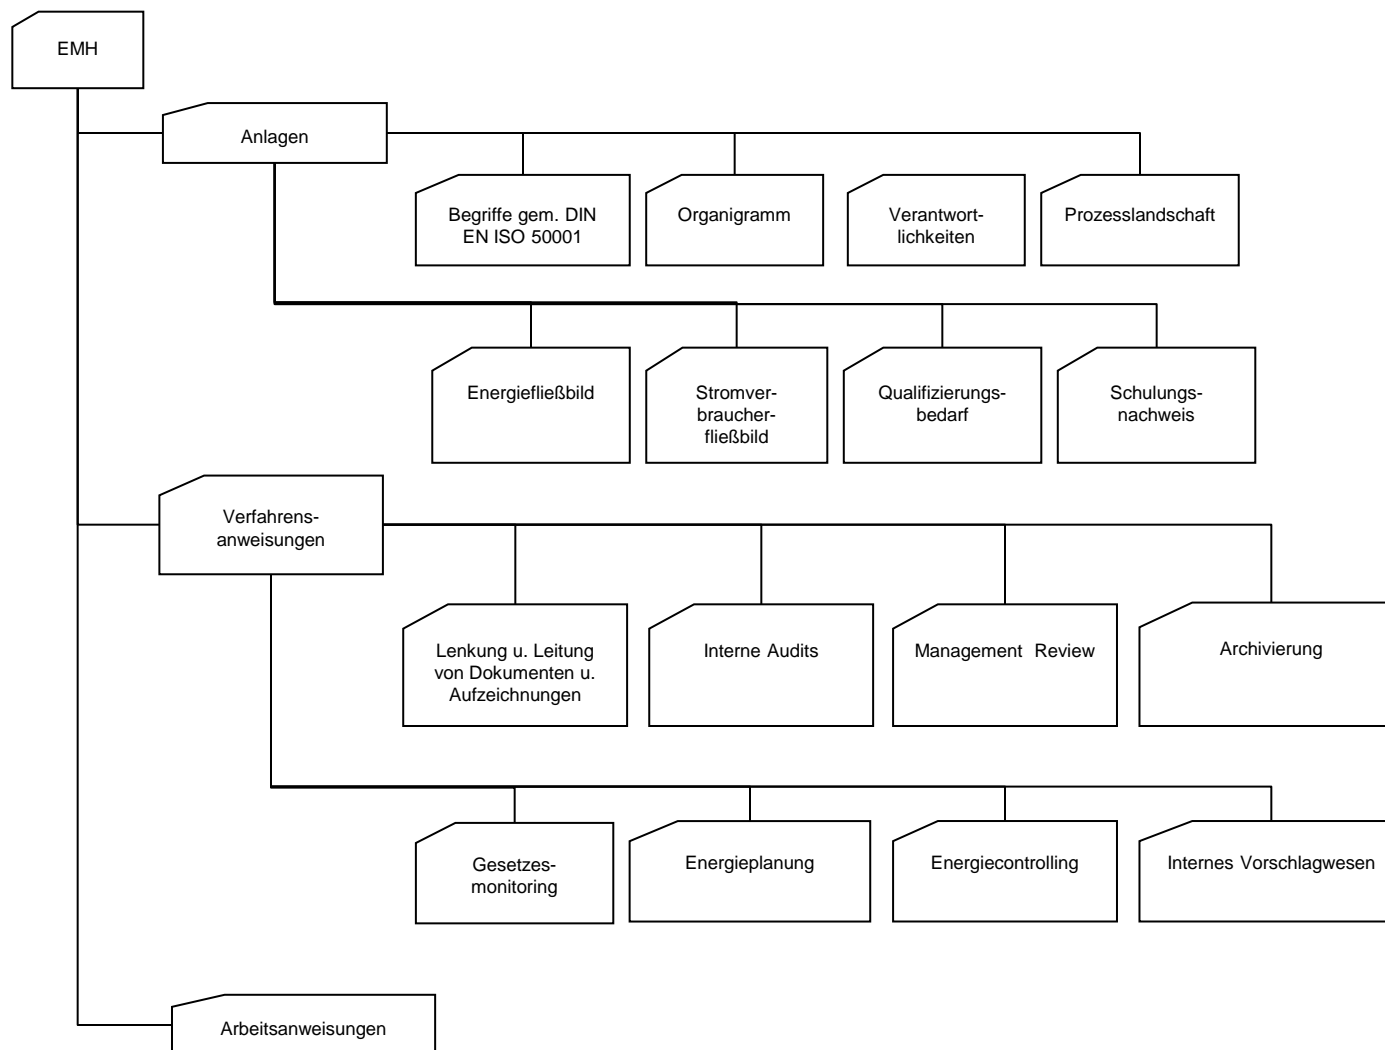 EMH
Anlagen
Begriffe gem. DIN
EN ISO 50001
Organigramm
Verantwort-
lichkeiten
Prozesslandschaft
Energiefließbild
Stromver-
braucher-
fließbild
Qualifizierungs-
bedarf
Schulungs-
nachweis
Verfahrens-
anweisungen
Lenkung u. Leitung
von Dokumenten u.
Aufzeichnungen
Interne Audits
Management Review
Archivierung
Gesetzes-
monitoring
Energieplanung
Energiecontrolling
Internes Vorschlagwesen
Arbeitsanweisungen